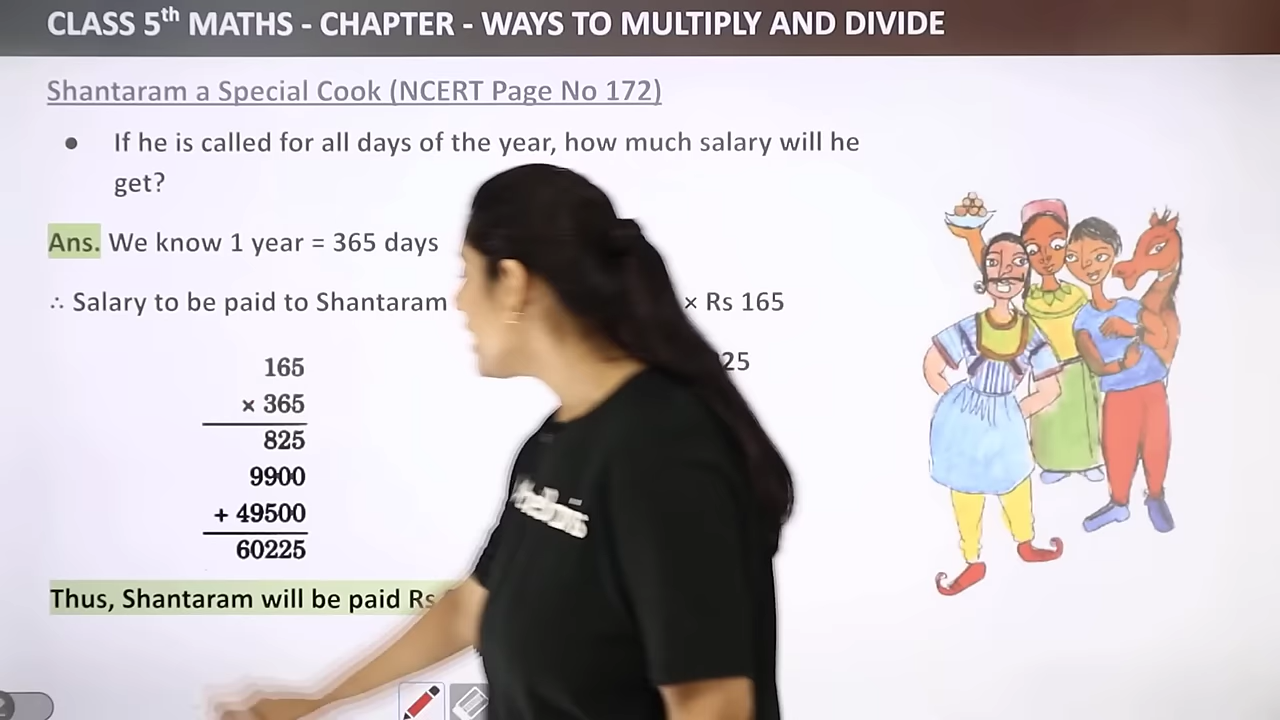 CLASS 5th MATHS - CHAPTER - WAYS TO MULTIPLY AND DIVIDE
Shantaram a Special Cook (NCERT Page No 172)
• If he is called for all days of the year, how much salary will he
get?
Ans. We know 1 year = 365 days
∴ Salary to be paid to Shantaram × Rs 165
25
165
× 365
825
9900
+ 49500
60225
Thus, Shantaram will be paid Rs